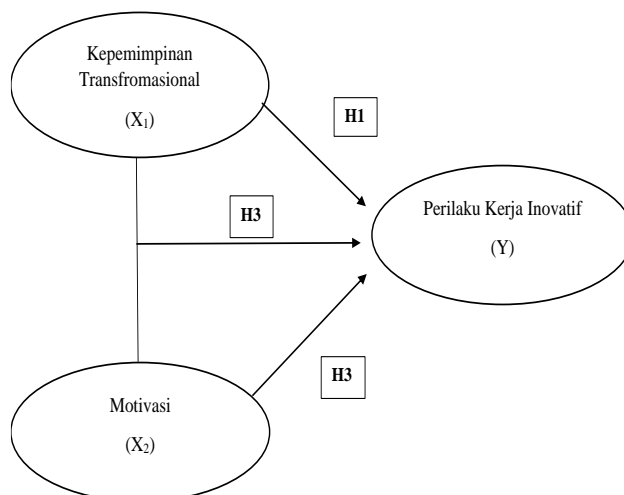 Kepemimpinan
Transfromasional
(X₁)
H1
Perilaku Kerja Inovatif
(Y)
H3
H3
Motivasi
(X₂)